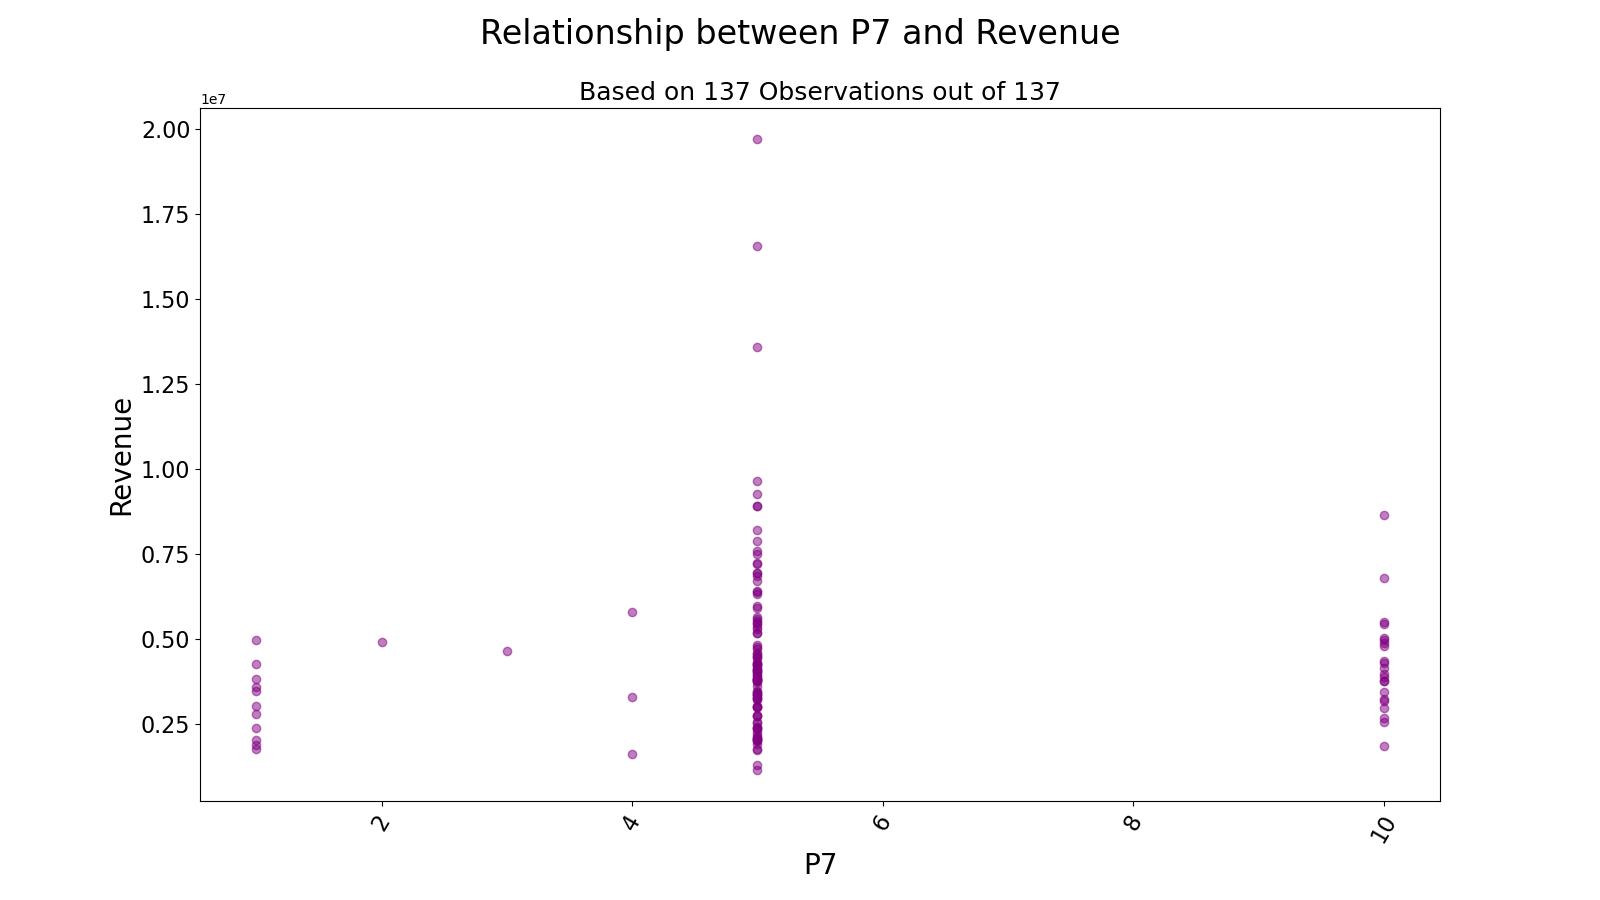 Relationship between P7 and Revenue
Based on 137 Observations out of 137
1e7
2.00
1.75
1.50
1.25
1.00
0.75
0.50
0.25
Revenue
2
4
6
8
10
P7